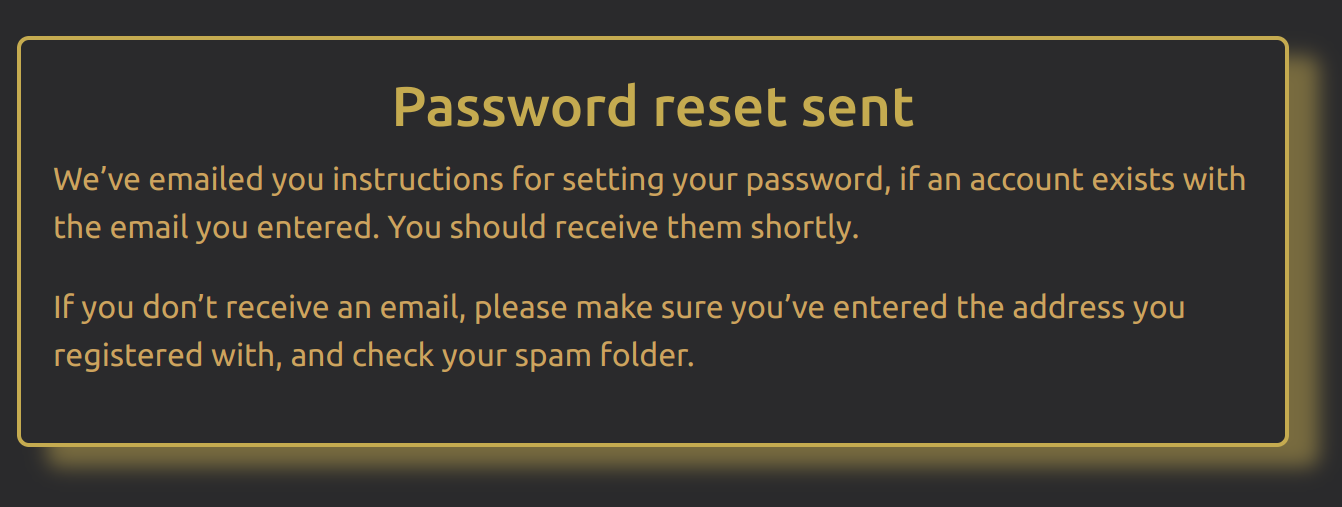 Password reset sent
We’ve emailed you instructions for setting your password, if an account exists with
the email you entered. You should receive them shortly.
If you don’t receive an email, please make sure you’ve entered the address you
registered with, and check your spam folder.